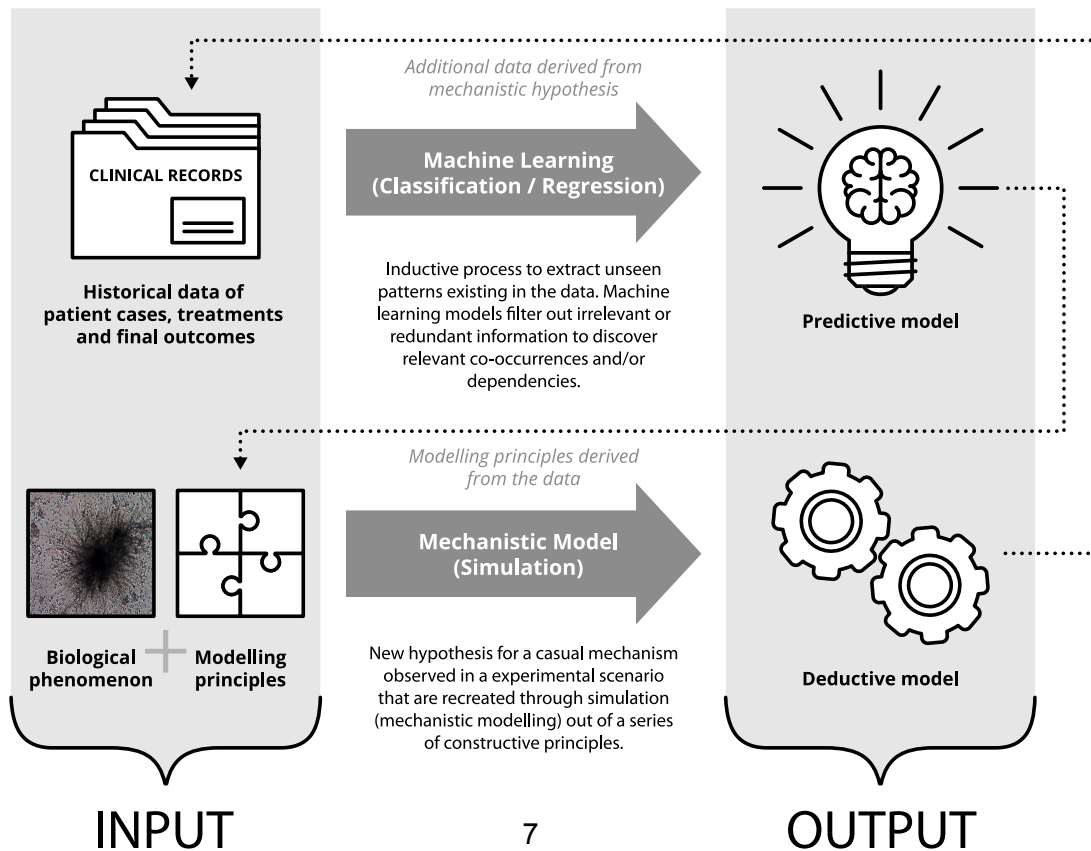 Additional data derived from
mechanistic hypothesis
CLINICAL RECORDS
Machine Learning
(Classification / Regression)
Historical data of
patient cases, treatments
and final outcomes
Inductive process to extract unseen
patterns existing in the data. Machine
learning models filter out irrelevant or
redundant information to discover
relevant co-occurrences and/or
dependencies.
Predictive model
Modelling principles derived
from the data
Mechanistic Model
(Simulation)
Biological
phenomenon
+
Modelling
principles
New hypothesis for a casual mechanism
observed in a experimental scenario
that are recreated through simulation
(mechanistic modelling) out of a series
of constructive principles.
Deductive model
INPUT
7
OUTPUT